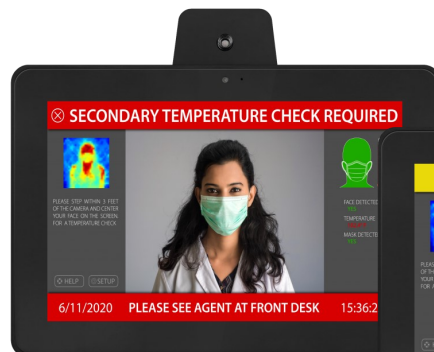 SECONDARY TEMPERATURE CHECK REQUIRED
PLEASE STEP WITHIN 3 FEET
OF THE CAMERA AND CENTER
YOUR FACE ON THE SCREEN
FOR A TEMPERATURE CHECK
FACE DETECTED
YES
TEMPERATURE
MASK DETECTED
YES
HELP
SETUP
6/11/2020
PLEASE SEE AGENT AT FRONT DESK
15:36:2